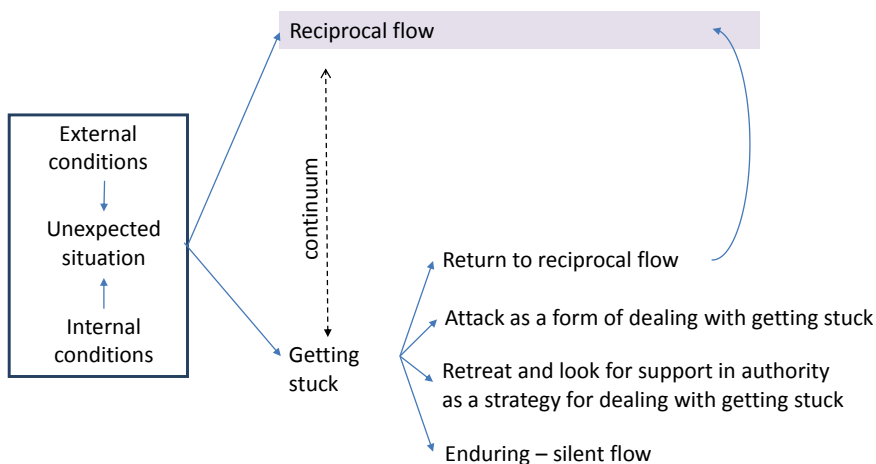 Reciprocal flow
External
conditions
Unexpected
situation
Internal
conditions
continuum
Getting
stuck
Return to reciprocal flow
Attack as a form of dealing with getting stuck
Retreat and look for support in authority
as a strategy for dealing with getting stuck
Enduring – silent flow